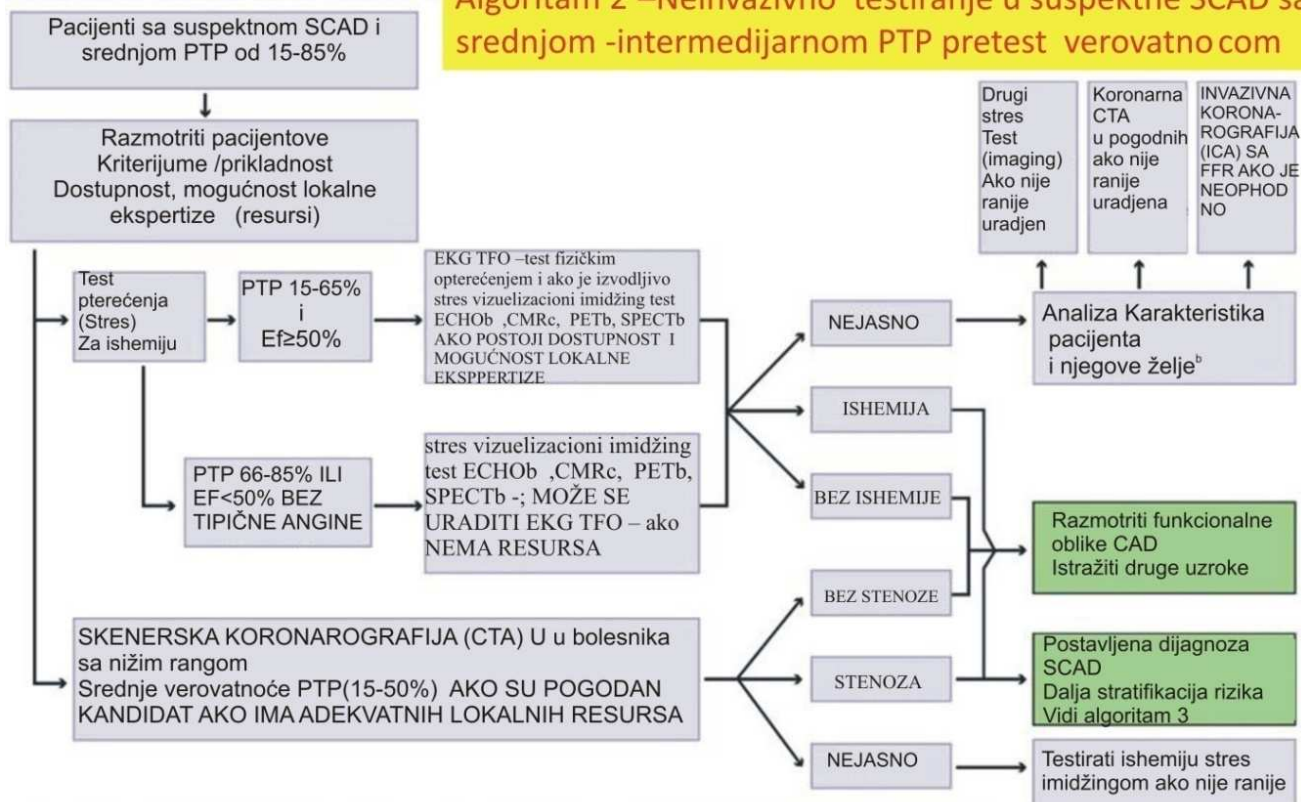 Algoritam 2 –Neinvazivno testiranje u suspektne SCAD sa
srednjom -intermedijarnom PTP pretest verovatnocom
Pacijenti sa suspektnom SCAD i
srednjom PTP od 15-85%
Razmotriti pacijentove
Kriterijume /prikladnost
Dostupnost, mogućnost lokalne
ekspertize (resursi)
Drugi
stres
Test
(imaging)
Ako nije
ranije
uradjen
Koronarna
CTA
u pogodnih
ako nije
ranije
uradjena
INVAZIVNA
KORONA-
ROGRAFIJA
(ICA) SA
FFR AKO JE
NEOPHOD
NO
Test
pterećenja
(Stres)
Za ishemiju
PTP 15-65%
i
Ef≥50%
EKG TFO –test fizičkim
opterećenjem i ako je izvodljivo
stres vizuelizacioni imidžing test
ECHOb ,CMRc, PETb, SPECTb
AKO POSTOJI DOSTUPNOST I
MOGUĆNOST LOKALNE
EKSPPERTIZE
NEJASNO
Analiza Karakteristika
pacijenta
i njegove željeᵇ
ISHEMIJA
PTP 66-85% ILI
EF<50% BEZ
TIPIČNE ANGINE
stres vizuelizacioni imidžing
test ECHOb ,CMRc, PETb,
SPECTb -; MOŽE SE
URADITI EKG TFO – ako
NEMA RESURSA
BEZ ISHEMIJE
Razmotriti funkcionalne
oblike CAD
Istražiti druge uzroke
BEZ STENOZE
SKENERSKA KORONAROGRAFIJA (CTA) U u bolesnika
sa nižim rangom
Srednje verovatnoće PTP(15-50%) AKO SU POGODAN
KANDIDAT AKO IMA ADEKVATNIH LOKALNIH RESURSA
STENOZA
Postavljena dijagnoza
SCAD
Dalja stratifikacija rizika
Vidi algoritam 3
NEJASNO
Testirati ishemiju stres
imidžingom ako nije ranije